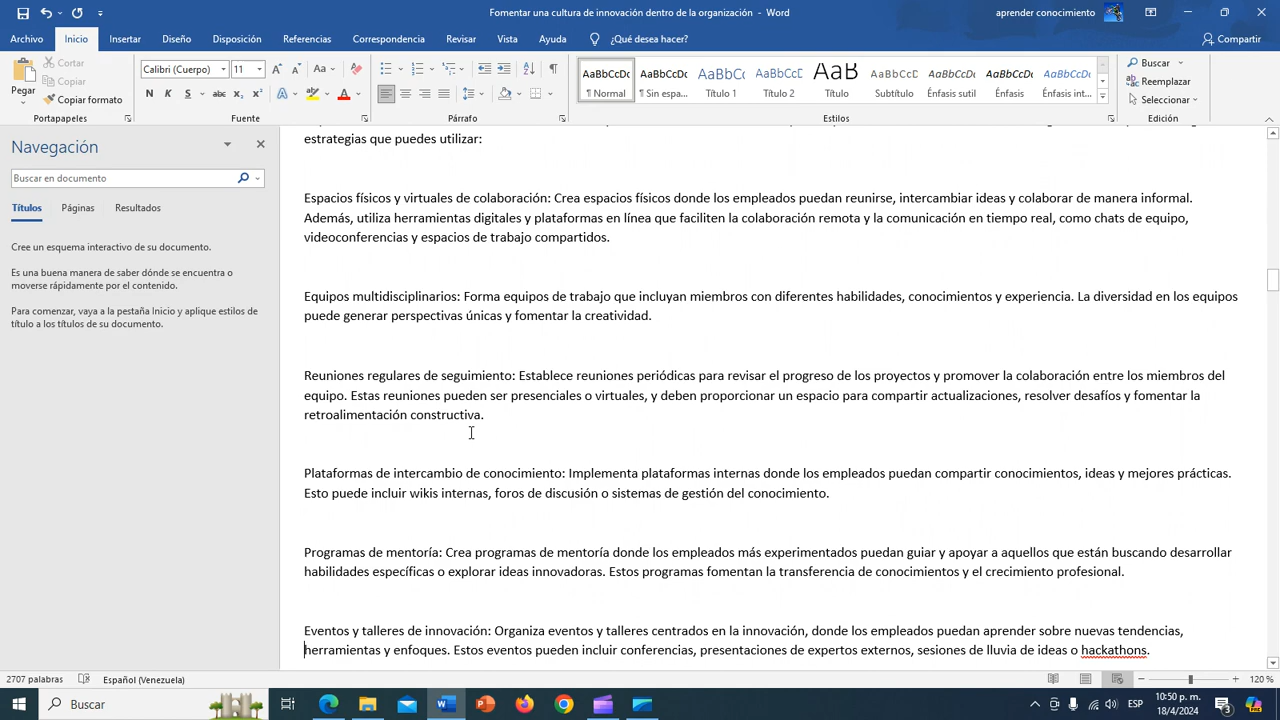 Fomentar una cultura de innovación dentro de la organización - Word
aprender conocimiento
Archivo Inicio Insertar Diseño Disposición Referencias Correspondencia Revisar Vista Ayuda ¿Qué desea hacer? Compartir
Pegar
Cortar
Copiar
Copiar formato
Portapapeles
Calibri (Cuerpo) 11
N K S abc x₂ x²
Fuente
Párrafo
AaBbCcDc AaBbCcDc AaBbCc AaBbCcD AaB AaBbCcD AaBbCcDc AaBbCcDc AaBbCcDc
¶ Normal ¶ Sin espa... Título 1 Título 2 Título Subtítulo Énfasis sutil Énfasis Énfasis int...
Estilos
Buscar
Reemplazar
Seleccionar
Edición
Navegación
Buscar en documento
Títulos Páginas Resultados
Cree un esquema interactivo de su documento.
Es una buena manera de saber dónde se encuentra o
moverse rápidamente por el contenido.
Para comenzar, vaya a la pestaña Inicio y aplique estilos de
título a los títulos de su documento.
estrategias que puedes utilizar:
Espacios físicos y virtuales de colaboración: Crea espacios físicos donde los empleados puedan reunirse, intercambiar ideas y colaborar de manera informal.
Además, utiliza herramientas digitales y plataformas en línea que faciliten la colaboración remota y la comunicación en tiempo real, como chats de equipo,
videoconferencias y espacios de trabajo compartidos.
Equipos multidisciplinarios: Forma equipos de trabajo que incluyan miembros con diferentes habilidades, conocimientos y experiencia. La diversidad en los equipos
puede generar perspectivas únicas y fomentar la creatividad.
Reuniones regulares de seguimiento: Establece reuniones periódicas para revisar el progreso de los proyectos y promover la colaboración entre los miembros del
equipo. Estas reuniones pueden ser presenciales o virtuales, y deben proporcionar un espacio para compartir actualizaciones, resolver desafíos y fomentar la
retroalimentación constructiva.
Plataformas de intercambio de conocimiento: Implementa plataformas internas donde los empleados puedan compartir conocimientos, ideas y mejores prácticas.
Esto puede incluir wikis internas, foros de discusión o sistemas de gestión del conocimiento.
Programas de mentoría: Crea programas de mentoría donde los empleados más experimentados puedan guiar y apoyar a aquellos que están buscando desarrollar
habilidades específicas o explorar ideas innovadoras. Estos programas fomentan la transferencia de conocimientos y el crecimiento profesional.
Eventos y talleres de innovación: Organiza eventos y talleres centrados en la innovación, donde los empleados puedan aprender sobre nuevas tendencias,
herramientas y enfoques. Estos eventos pueden incluir conferencias, presentaciones de expertos externos, sesiones de lluvia de ideas o hackathons.
2707 palabras Español (Venezuela) 120 %
Buscar
ESP
10:50 p. m.
18/4/2024